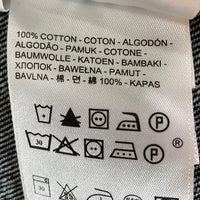 100% COTTON - COTON - ALGODÓN -
ALGODÃO - PAMUK - COTONE -
BAUMWOLLE - KATOEN - BAMBAKI -
ХЛОПОК - BAWEŁNA - PAMUT -
BAVLNA - 棉 - 면 - 綿 100% - KAPAS
P
30 P ®
30